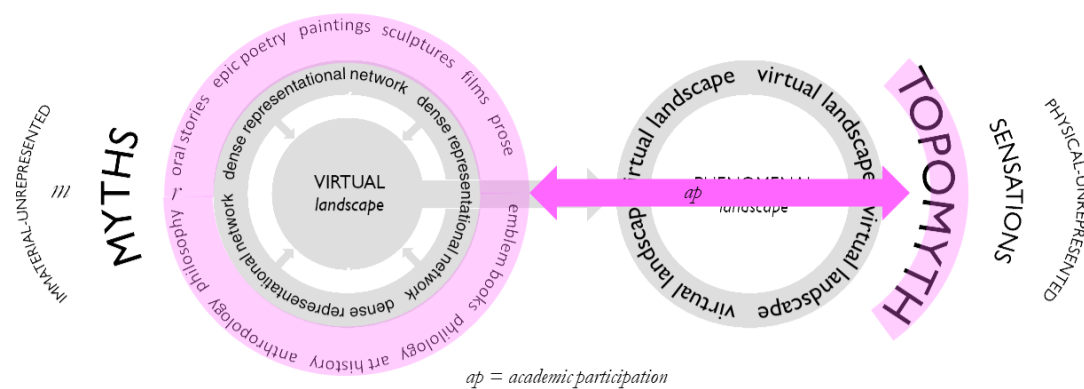 IMMATERIAL-UNREPRESENTED
m
MYTHS
r
oral stories epic poetry paintings sculptures films prose
philosophy anthropology art history philology emblem books
dense representational network dense representational network dense representational network dense representational network
VIRTUAL
landscape
virtual landscape virtual landscape virtual landscape virtual landscape virtual landscape
PHENOMENAL
landscape
ap
TOPOMYTH
SENSATIONS
PHYSICAL-UNREPRESENTED
ap = academic participation